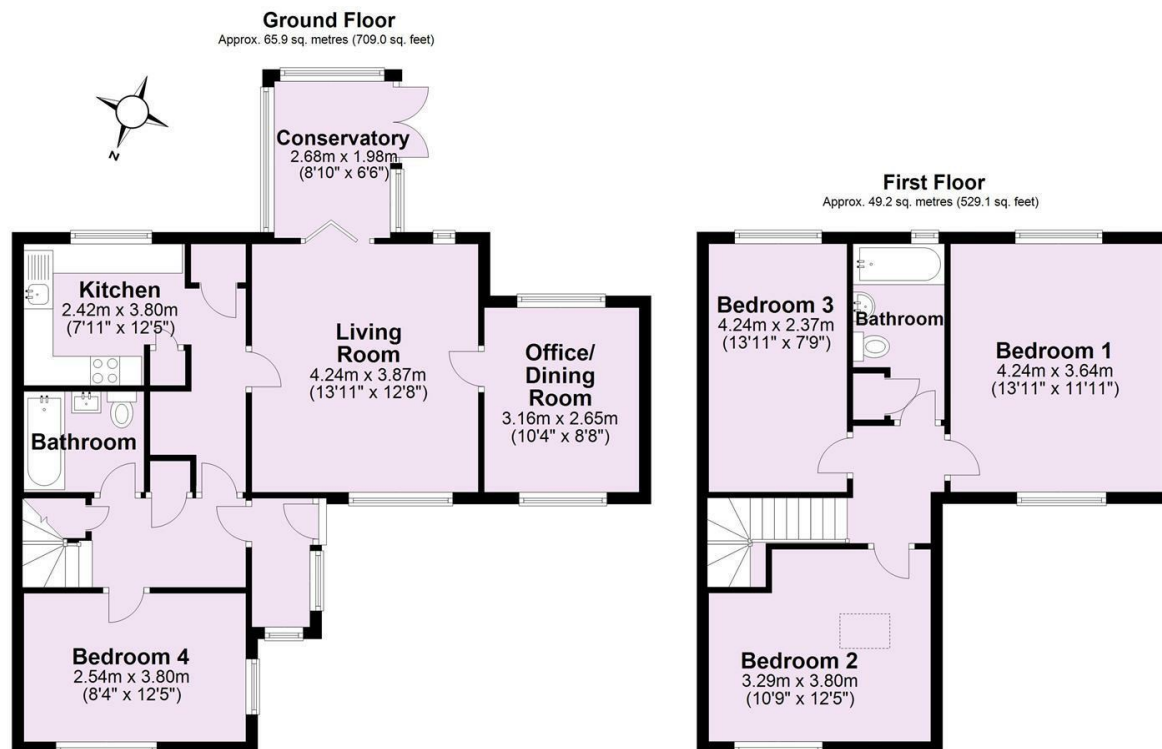 Ground Floor
Approx. 65.9 sq. metres (709.0 sq. feet)
N
Conservatory
2.68m x 1.98m
(8'10" x 6'6")
Kitchen
2.42m x 3.80m
(7'11" x 12'5")
Living
Room
4.24m x 3.87m
(13'11" x 12'8")
Office/
Dining
Room
3.16m x 2.65m
(10'4" x 8'8")
Bathroom
Bedroom 4
2.54m x 3.80m
(8'4" x 12'5")
First Floor
Approx. 49.2 sq. metres (529.1 sq. feet)
Bedroom 3
4.24m x 2.37m
(13'11" x 7'9")
Bathroom
Bedroom 1
4.24m x 3.64m
(13'11" x 11'11")
Bedroom 2
3.29m x 3.80m
(10'9" x 12'5")